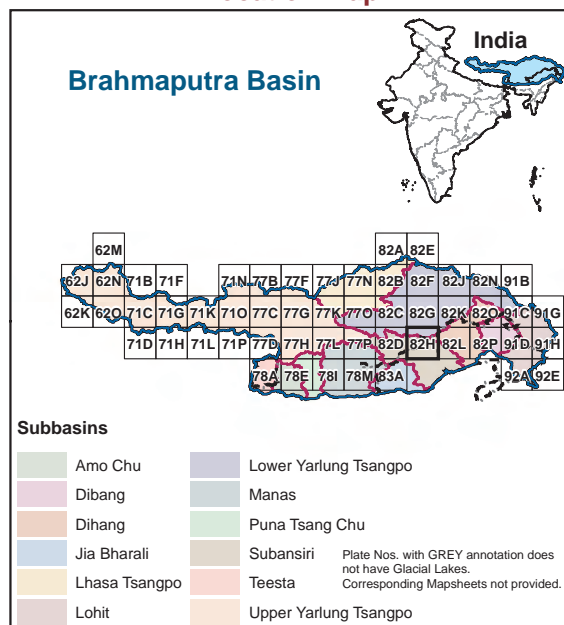 India
Brahmaputra Basin
62M 82A 82E
62J 62N 71B 71F 71N 77B 77F 77J 77N 82B 82F 82J 82N 91B
62K 62O 71C 71G 71K 71O 77C 77G 77K 77O 82C 82G 82K 82O 91C 91G
71D 71H 71L 71P 77D 77H 77L 77P 82D 82H 82L 82P 91D 91H
78A 78E 78I 78M 83A 92A 92E
Subbasins
Amo Chu
Dibang
Dihang
Jia Bharali
Lhasa Tsangpo
Lohit
Lower Yarlung Tsangpo
Manas
Puna Tsang Chu
Subansiri
Teesta
Upper Yarlung Tsangpo
Plate Nos. with GREY annotation does
not have Glacial Lakes.
Corresponding Mapsheets not provided.